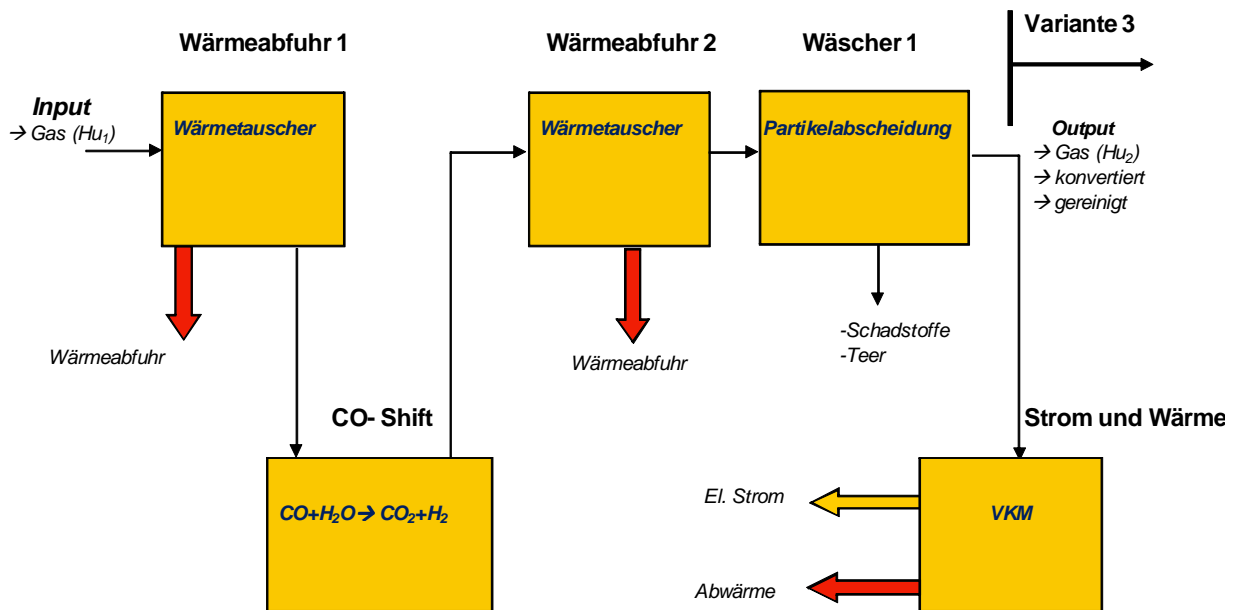 Wärmeabfuhr 1
Wärmeabfuhr 2
Wäscher 1
Variante 3
Input
→ Gas (Hu₁)
Wärmetauscher
Wärmetauscher
Partikelabscheidung
Output
→ Gas (Hu₂)
→ konvertiert
→ gereinigt
Wärmeabfuhr
Wärmeabfuhr
-Schadstoffe
-Teer
CO- Shift
Strom und Wärme
CO+H₂O→ CO₂+H₂
El. Strom
VKM
Abwärme